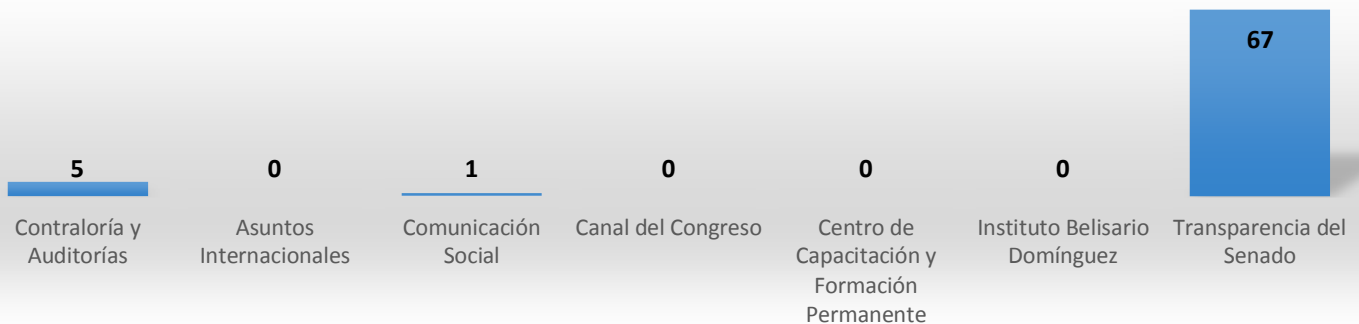 67
5
0
1
0
0
0
Contraloría y
Auditorías
Asuntos
Internacionales
Comunicación
Social
Canal del Congreso
Centro de
Capacitación y
Formación
Permanente
Instituto Belisario
Domínguez
Transparencia del
Senado